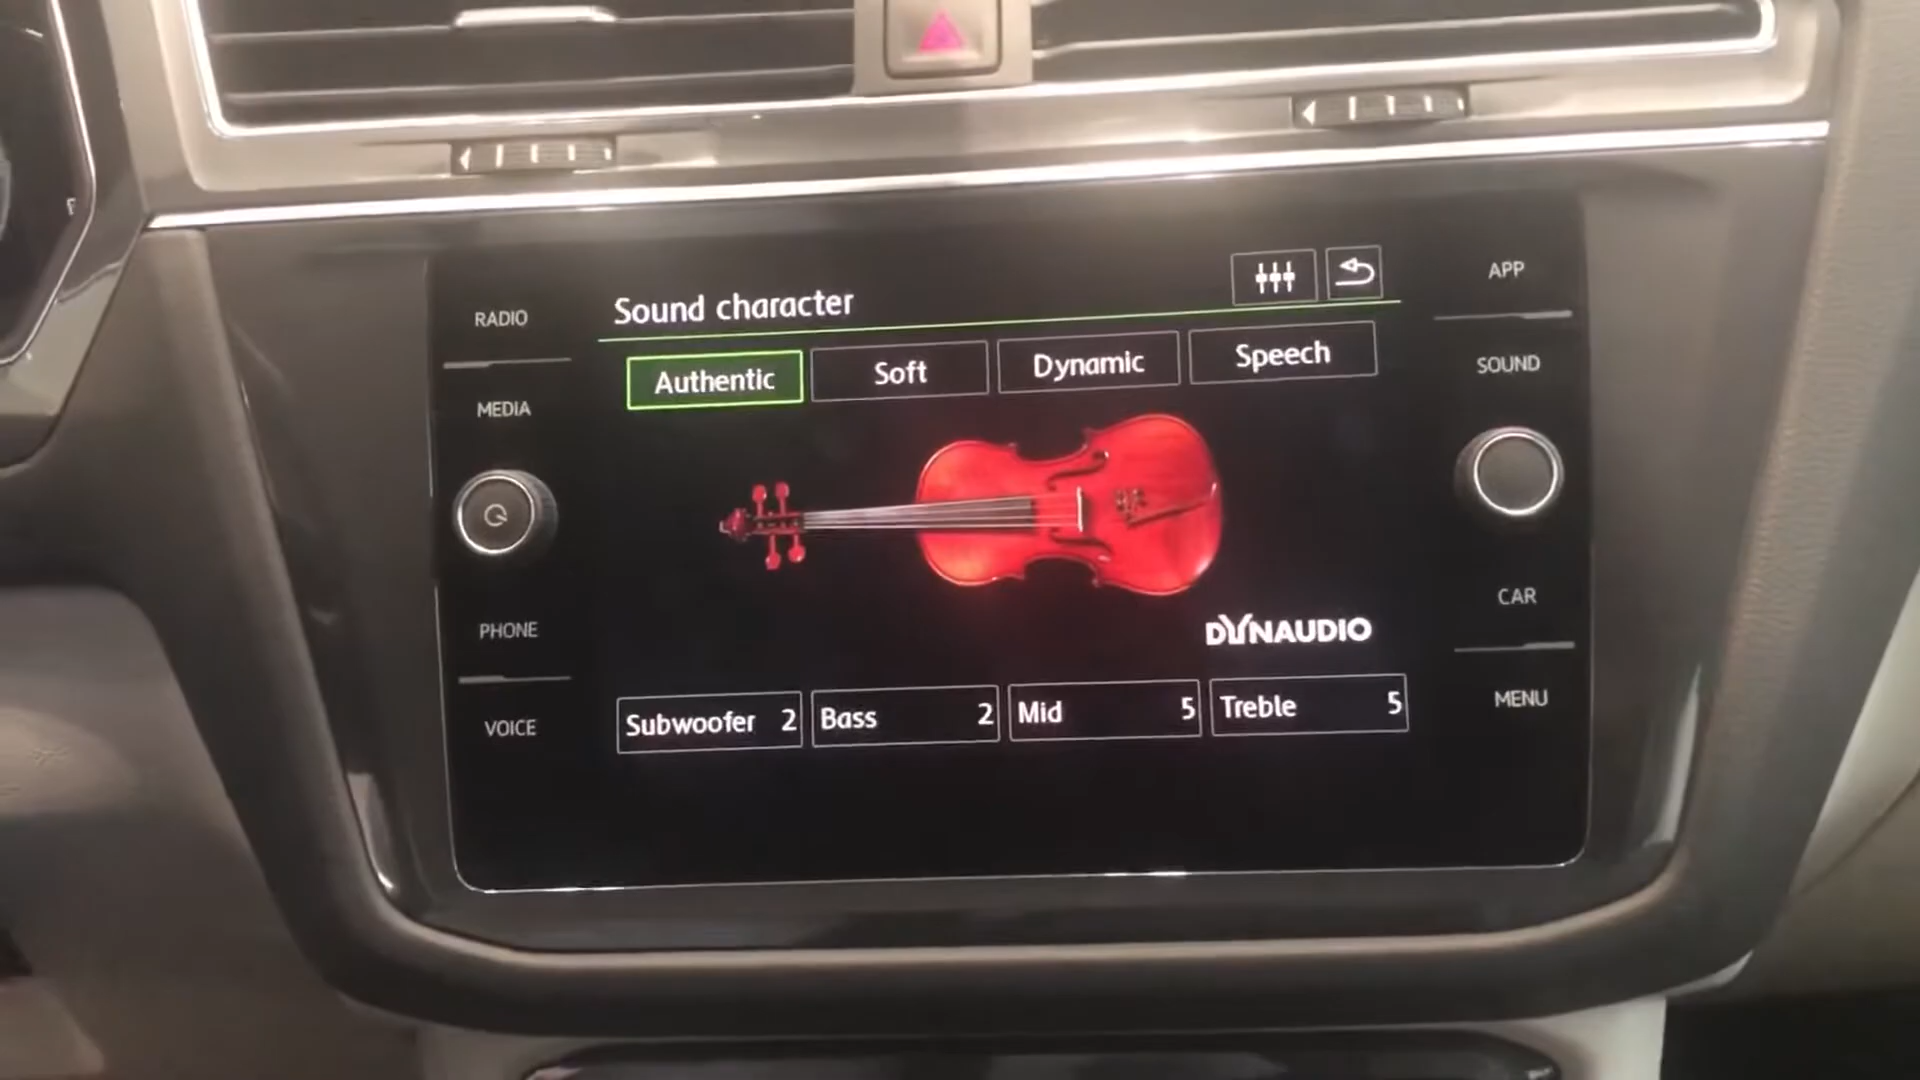 RADIO
MEDIA
PHONE
VOICE
Sound character
Authentic
Soft
Dynamic
Speech
DYNAUDIO
Subwoofer 2
Bass 2
Mid 5
Treble 5
APP
SOUND
CAR
MENU